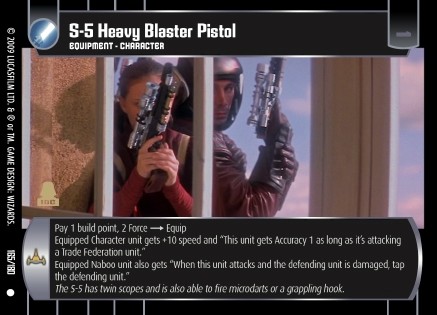 S-5 Heavy Blaster Pistol
EQUIPMENT - CHARACTER
Pay 1 build point, 2 Force → Equip
Equipped Character unit gets +10 speed and “This unit gets Accuracy 1 as long as it’s attacking
a Trade Federation unit.”
Equipped Naboo unit also gets “When this unit attacks and the defending unit is damaged, tap
the defending unit.”
The S-5 has twin scopes and is also able to fire microdarts or a grappling hook.
© 2009 LUCASFILM LTD. & ® or TM. GAME DESIGN: WIZARDS.